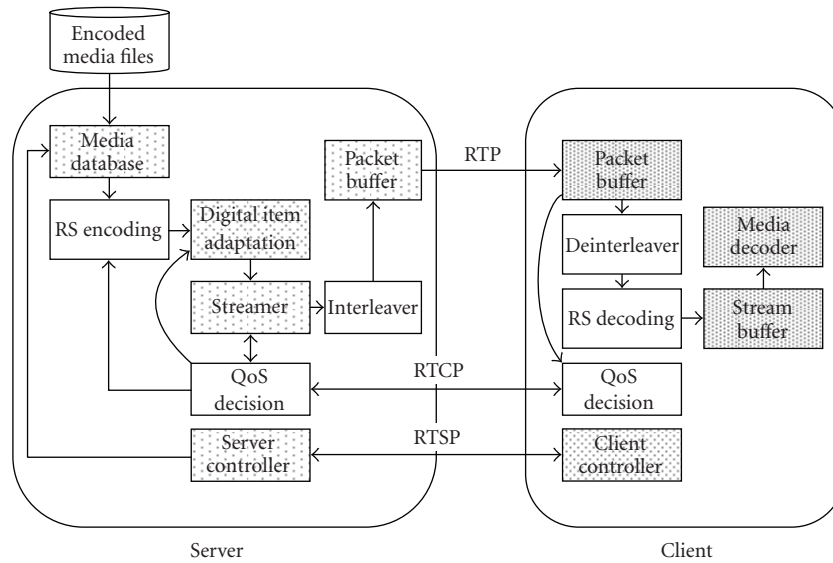 Encoded
media files
Media
database
Packet
buffer
RTP
Packet
buffer
RS encoding
Digital item
adaptation
Deinterleaver
Media
decoder
Streamer
Interleaver
RS decoding
Stream
buffer
QoS
decision
RTCP
QoS
decision
Server
controller
RTSP
Client
controller
Server
Client